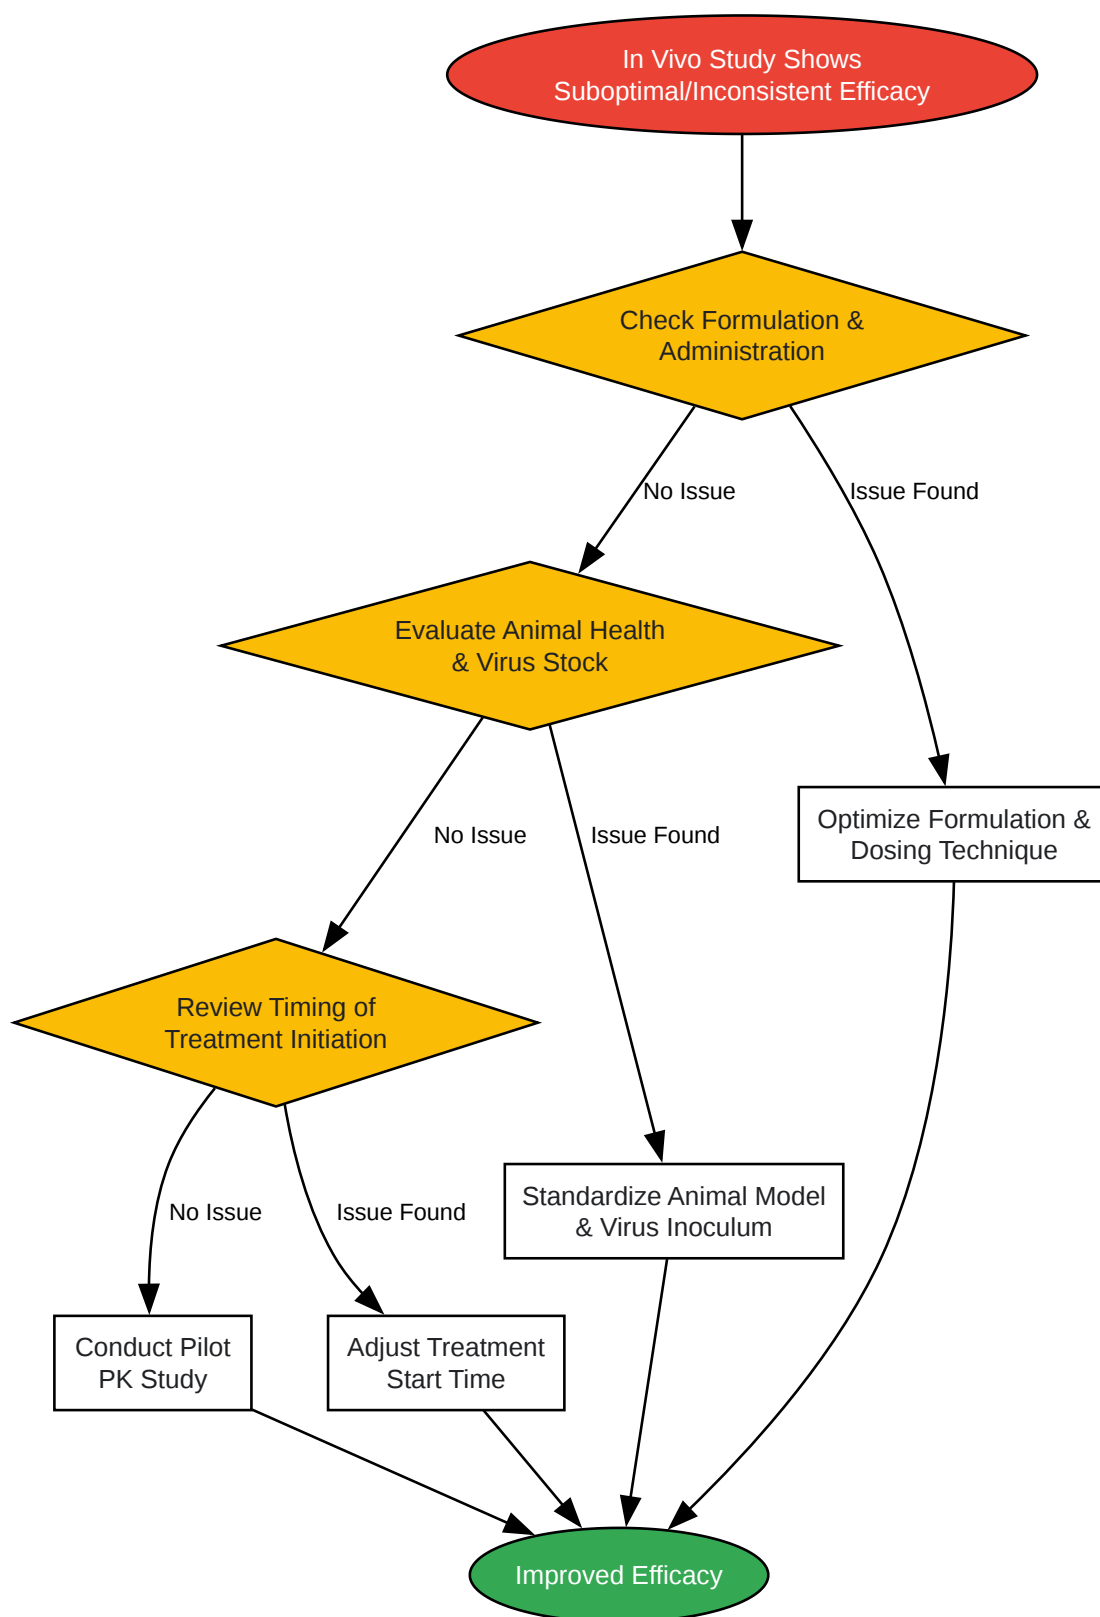 In Vivo Study Shows
Suboptimal/Inconsistent Efficacy
Check Formulation &
Administration
No Issue
Issue Found
Evaluate Animal Health
& Virus Stock
No Issue
Issue Found
Optimize Formulation &
Dosing Technique
Review Timing of
Treatment Initiation
No Issue
Issue Found
Standardize Animal Model
& Virus Inoculum
Conduct Pilot
PK Study
Adjust Treatment
Start Time
Improved Efficacy